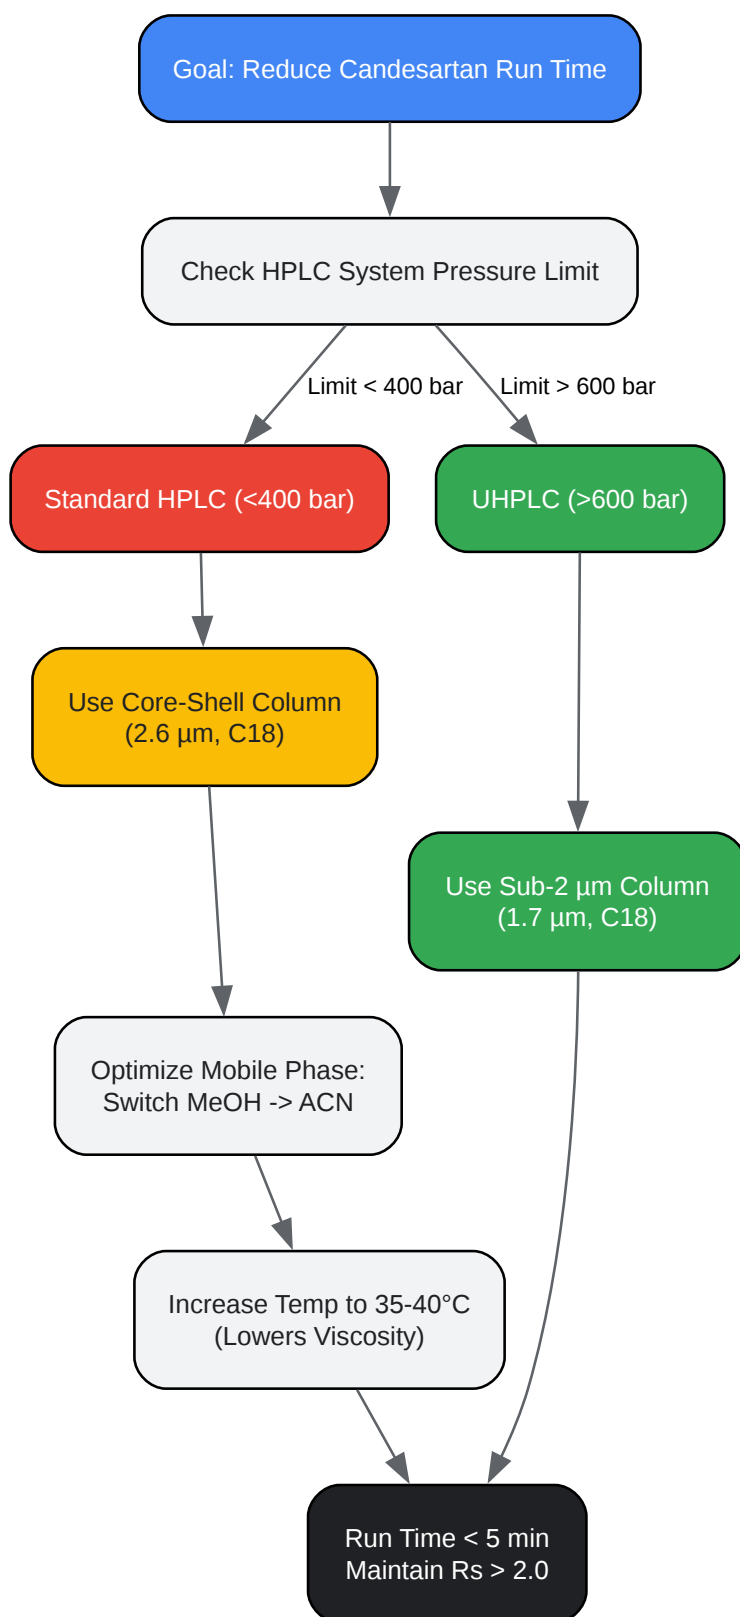 Goal: Reduce Candesartan Run Time
Check HPLC System Pressure Limit
Limit < 400 bar
Limit > 600 bar
Standard HPLC (<400 bar)
UHPLC (>600 bar)
Use Core-Shell Column
(2.6 µm, C18)
Use Sub-2 µm Column
(1.7 µm, C18)
Optimize Mobile Phase:
Switch MeOH -> ACN
Increase Temp to 35-40°C
(Lowers Viscosity)
Run Time < 5 min
Maintain Rs > 2.0